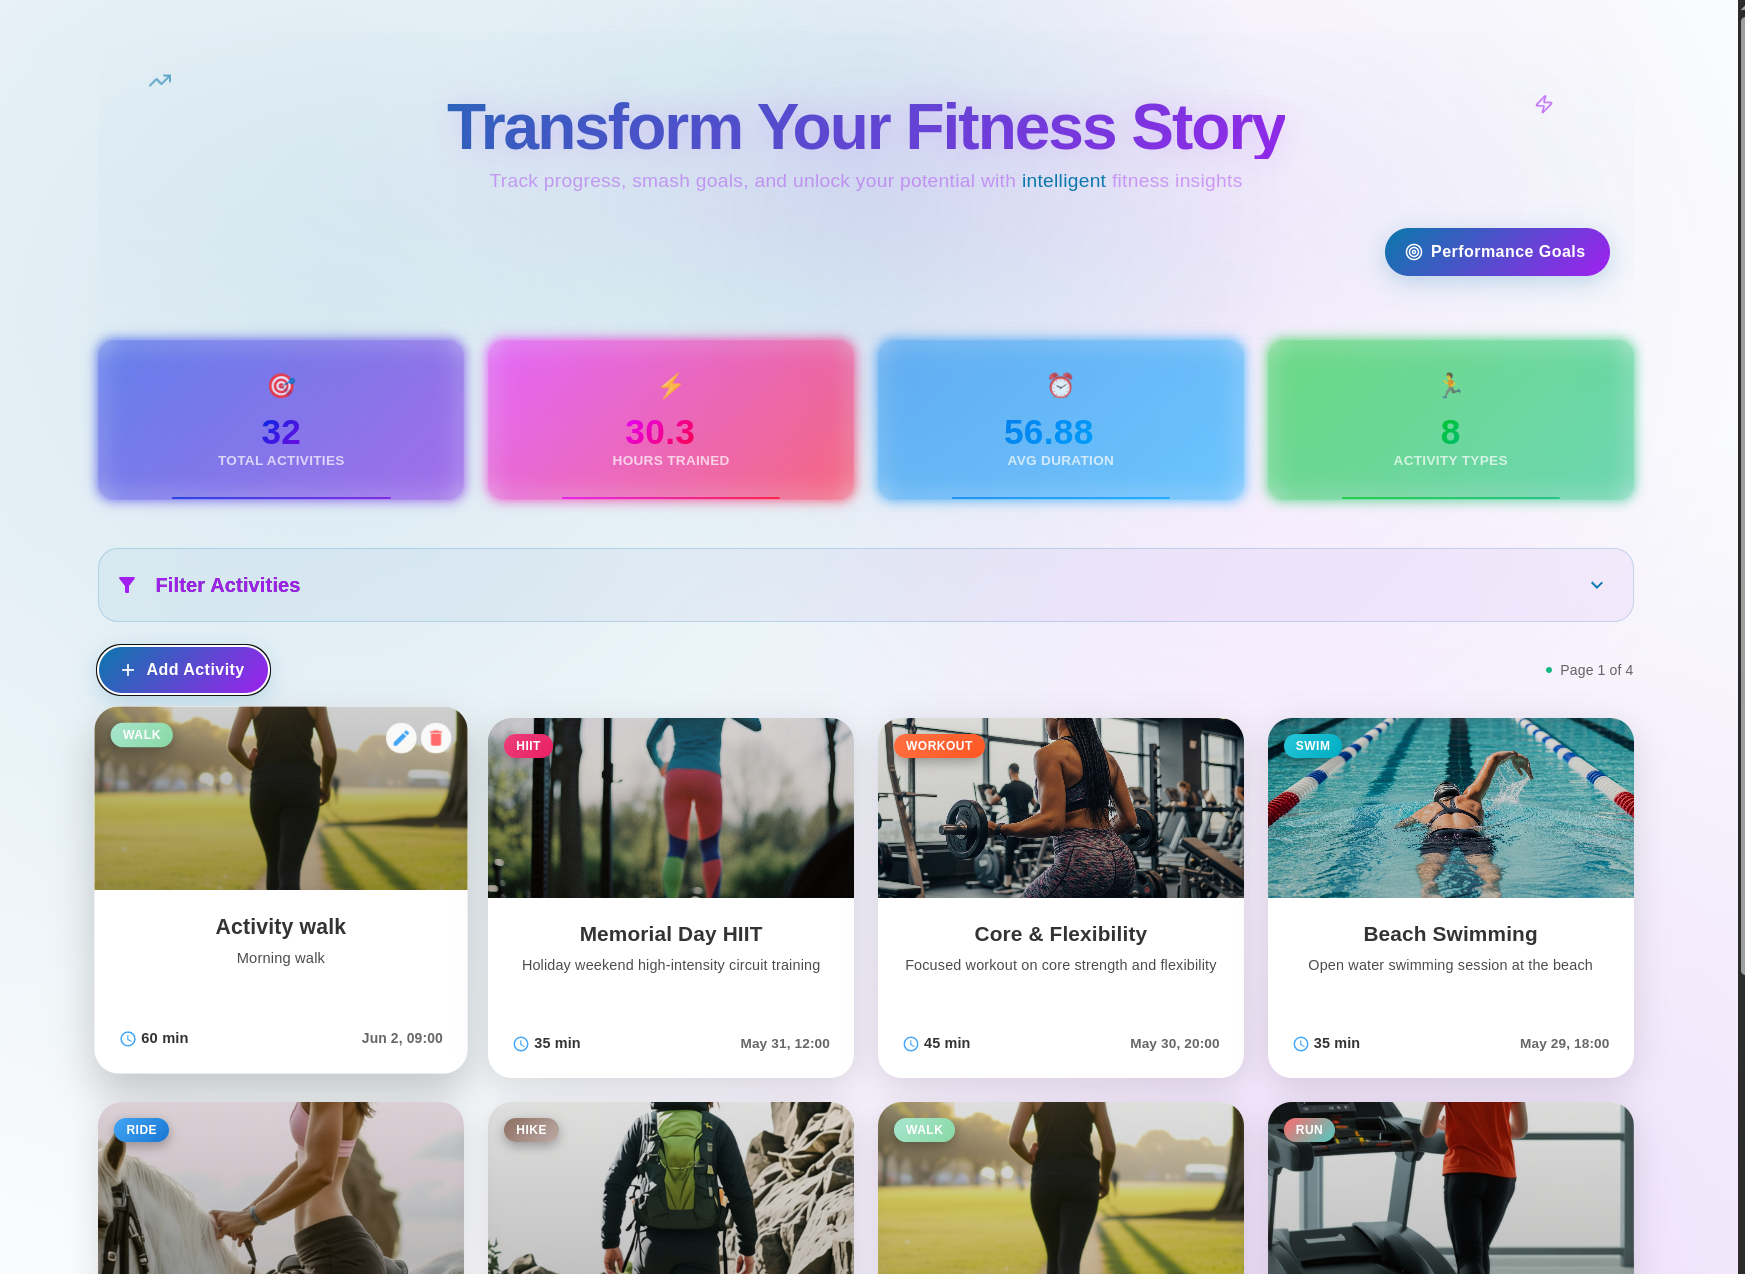 Transform Your Fitness Story
Track progress, smash goals, and unlock your potential with intelligent fitness insights
Performance Goals
32
TOTAL ACTIVITIES
30.3
HOURS TRAINED
56.88
AVG DURATION
8
ACTIVITY TYPES
Filter Activities
Add Activity
Page 1 of 4
WALK
Activity walk
Morning walk
60 min
Jun 2, 09:00
HIIT
Memorial Day HIIT
Holiday weekend high-intensity circuit training
35 min
May 31, 12:00
WORKOUT
Core & Flexibility
Focused workout on core strength and flexibility
45 min
May 30, 20:00
SWIM
Beach Swimming
Open water swimming session at the beach
35 min
May 29, 18:00
RIDE
HIKE
WALK
RUN